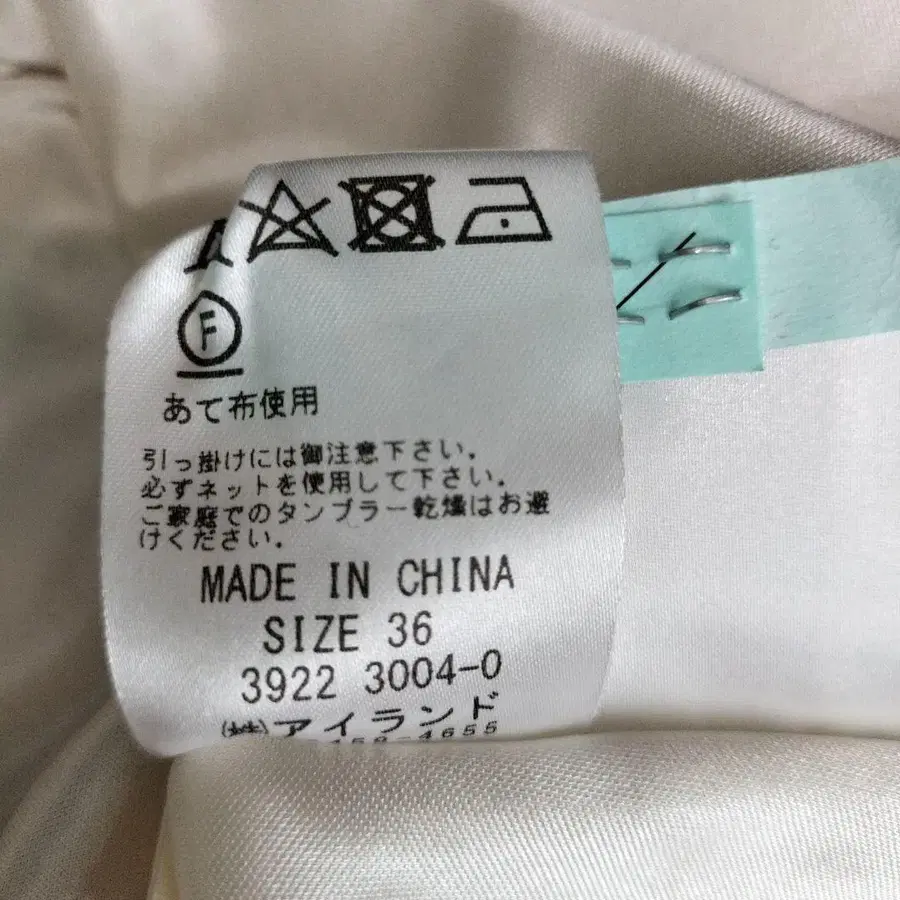 F
あて布使用
引っ掛けには御注意下さい.
必ずネットを使用して下さい.
ご家庭でのタンブラー乾燥はお避
けください.
MADE IN CHINA
SIZE 36
3922 3004-0
(株)アイランド
-4655